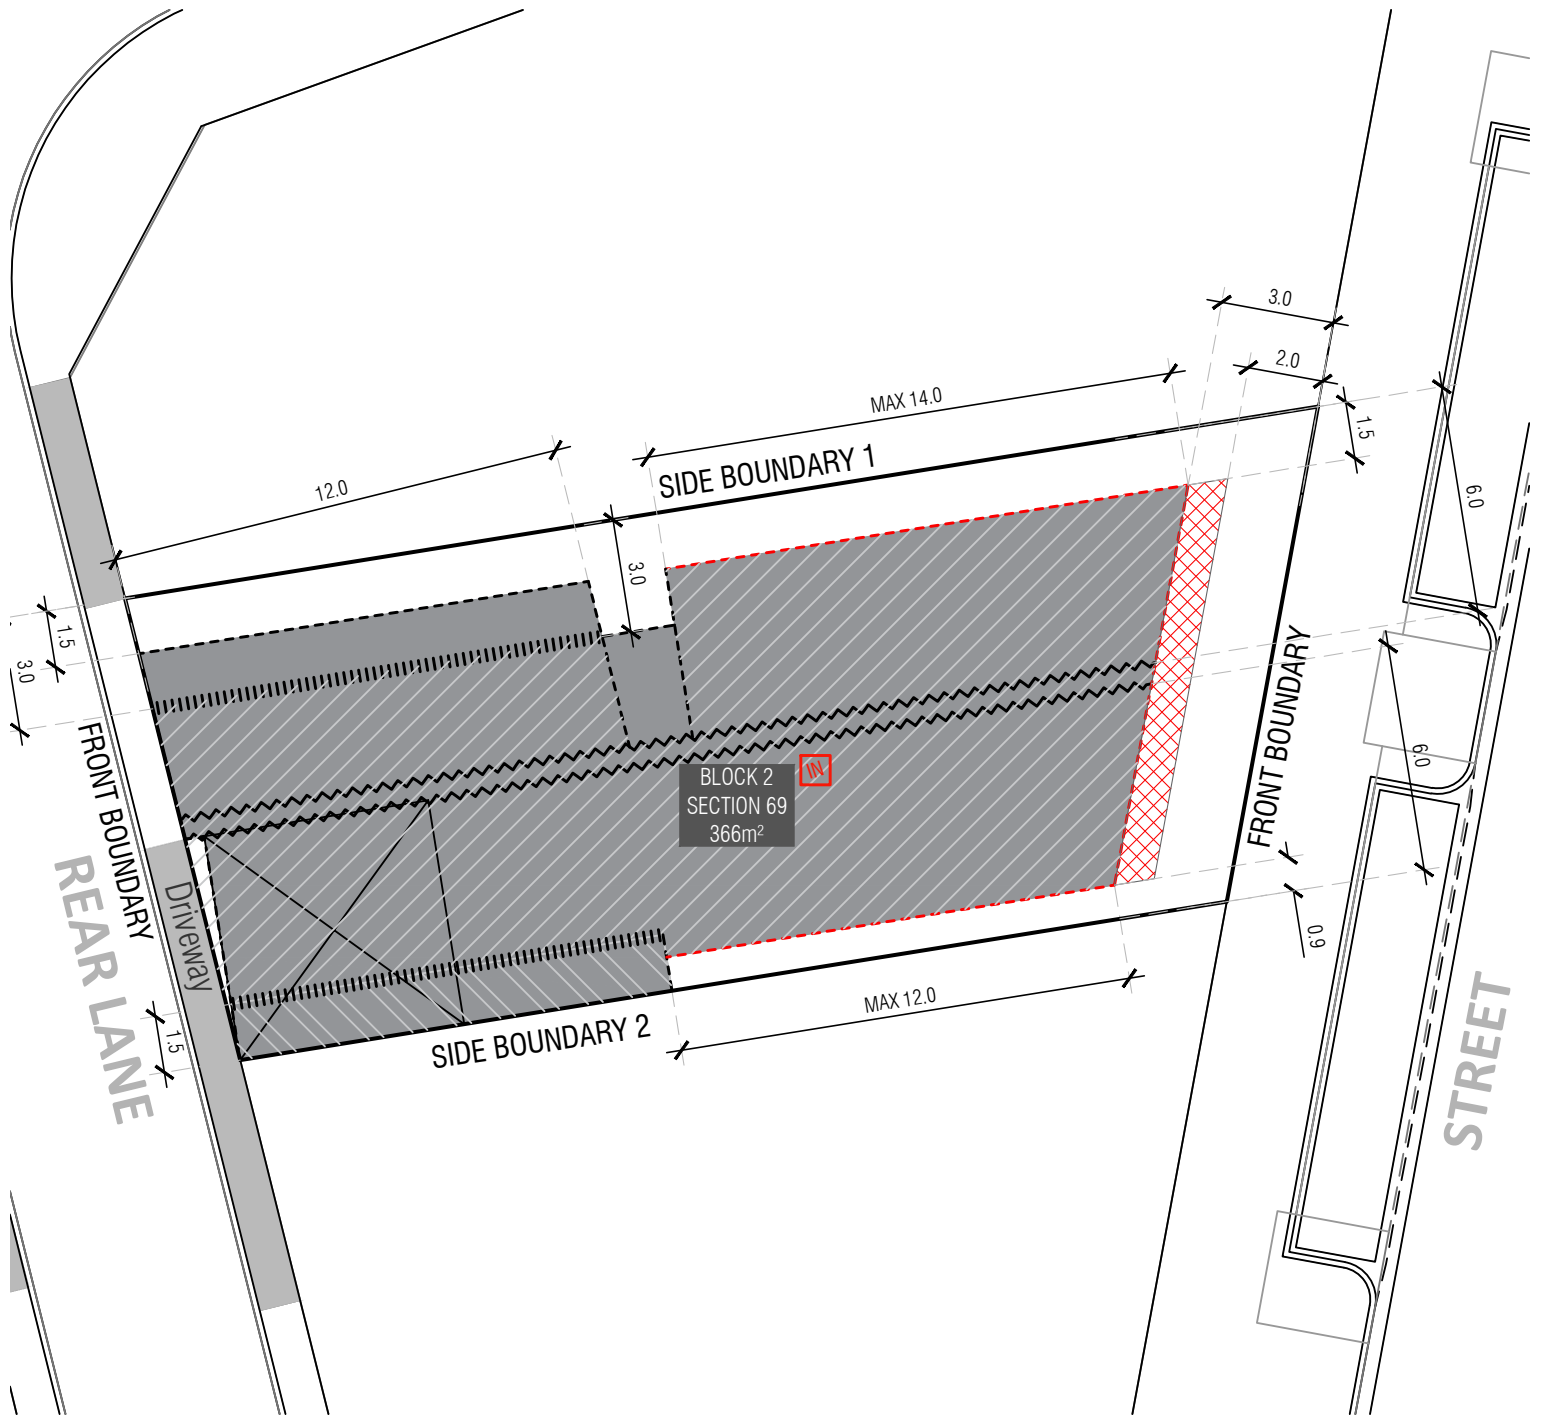 3.0
2.0
MAX 14.0
1.5
SIDE BOUNDARY 1
12.0
6.0
3.0
1.5
3.0
FRONT BOUNDARY
FRONT BOUNDARY
6.0
IN
BLOCK 2
SECTION 69
366m²
Driveway
REAR LANE
0.9
MAX 12.0
SIDE BOUNDARY 2
1.5
STREET